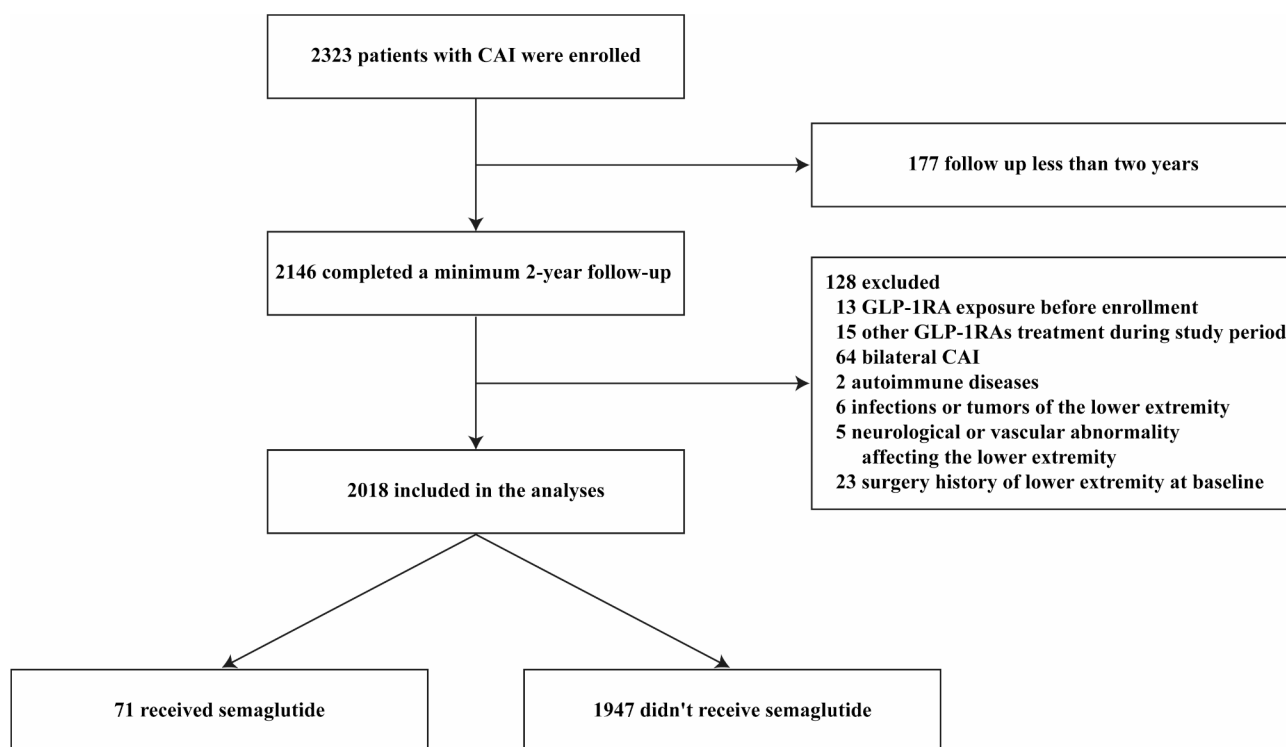 2323 patients with CAI were enrolled
177 follow up less than two years
2146 completed a minimum 2-year follow-up
128 excluded
13 GLP-1RA exposure before enrollment
15 other GLP-1RAs treatment during study period
64 bilateral CAI
2 autoimmune diseases
6 infections or tumors of the lower extremity
5 neurological or vascular abnormality
affecting the lower extremity
23 surgery history of lower extremity at baseline
2018 included in the analyses
71 received semaglutide
1947 didn't receive semaglutide